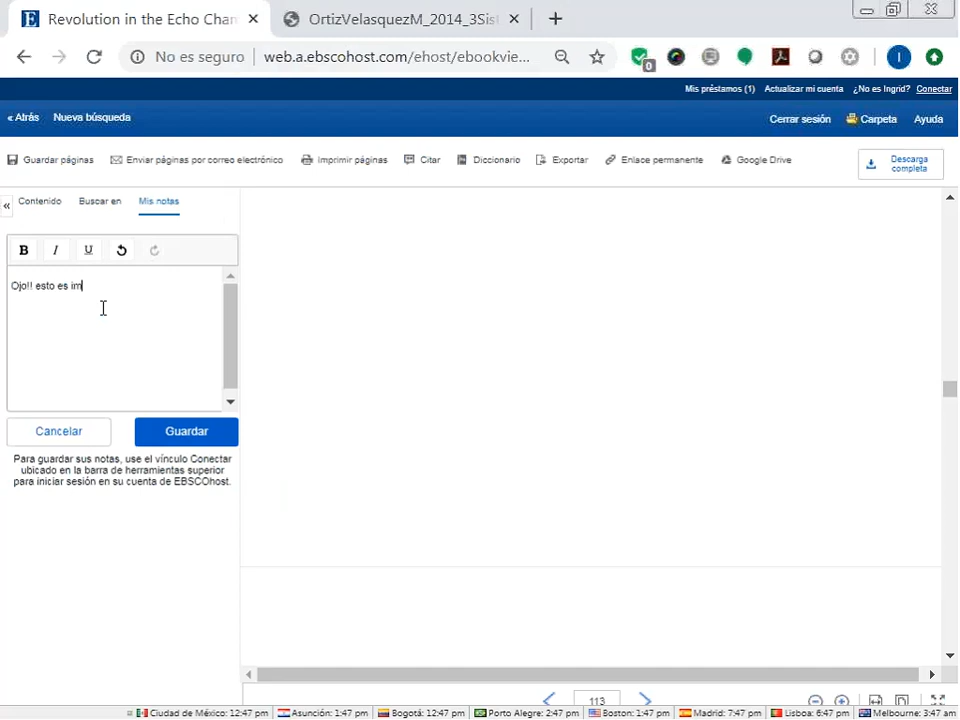 Revolution in the Echo Chan
OrtizVelasquezM_2014_3Sist
No es seguro
web.a.ebscohost.com/ehost/ebookvie...
0
I
Mis préstamos (1)
Actualizar mi cuenta
¿No es Ingrid?
Conectar
« Atrás
Nueva búsqueda
Cerrar sesión
Carpeta
Ayuda
Guardar páginas
Enviar páginas por correo electrónico
Imprimir páginas
Citar
Diccionario
Exportar
Enlace permanente
Google Drive
Descarga
completa
«
Contenido
Buscar en
Mis notas
B I U
Ojo!! esto es im
Cancelar
Guardar
Para guardar sus notas, use el vínculo Conectar
ubicado en la barra de herramientas superior
para iniciar sesión en su cuenta de EBSCOhost.
113
Ciudad de México: 12:47 pm
Asunción: 1:47 pm
Bogotá: 12:47 pm
Porto Alegre: 2:47 pm
Boston: 1:47 pm
Madrid: 7:47 pm
Lisboa: 6:47 pm
Melbourne: 3:47 am